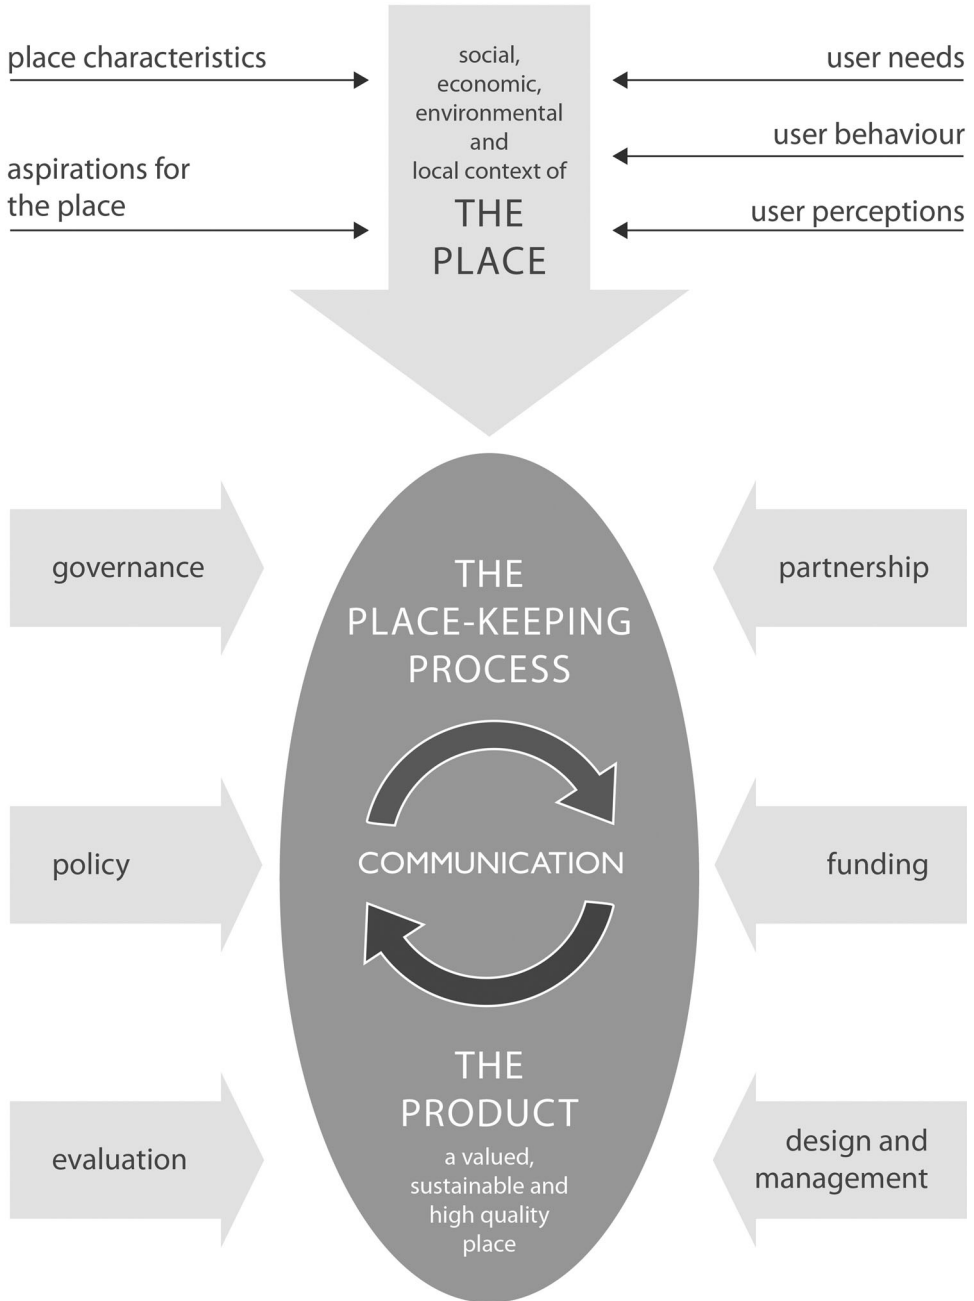 place characteristics
aspirations for
the place
social,
economic,
environmental
and
local context of
THE
PLACE
user needs
user behaviour
user perceptions
governance
policy
evaluation
THE
PLACE-KEEPING
PROCESS
COMMUNICATION
THE
PRODUCT
a valued,
sustainable and
high quality
place
partnership
funding
design and
management